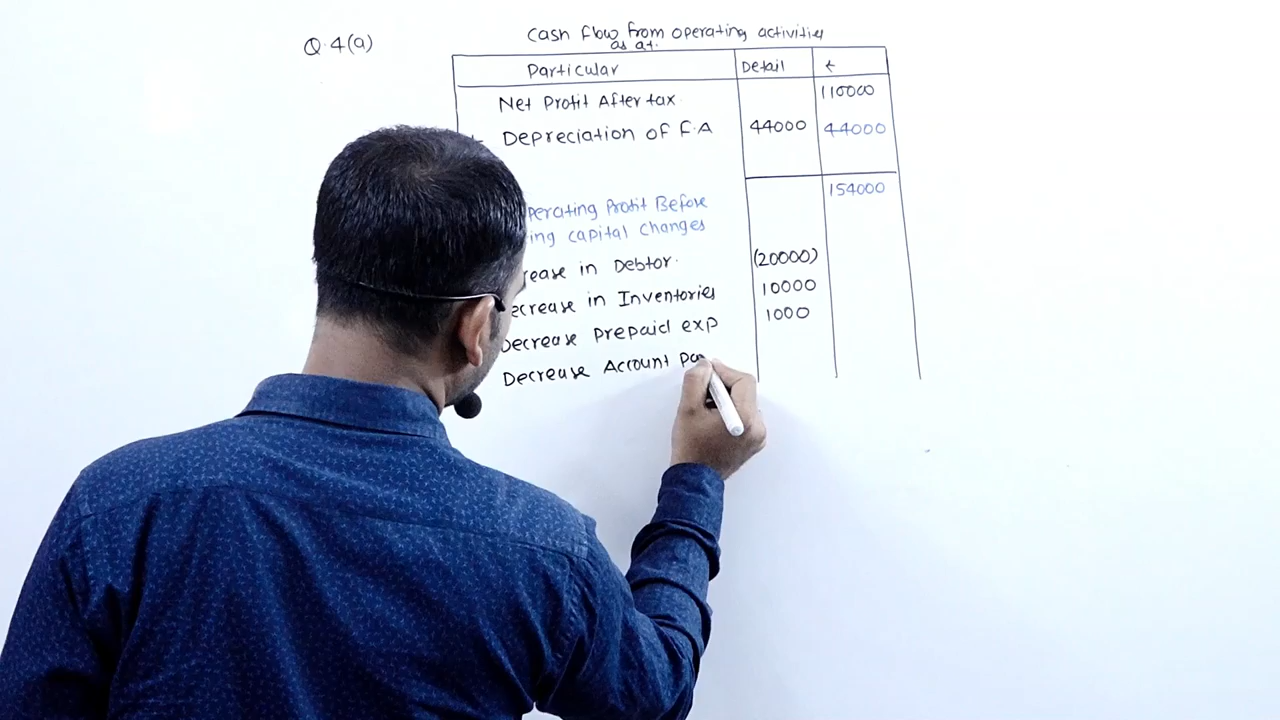 Q.4(a)
Cash flow from operating activities
as at.
Particular Detail ₹
Net Profit After tax 110000
Depreciation of F.A 44000 44000
154000
perating Profit Before
ing capital changes
rease in Debtor. (20000)
ecrease in Inventories 10000
Decrease Prepaid exp 1000
Decrease Account pa